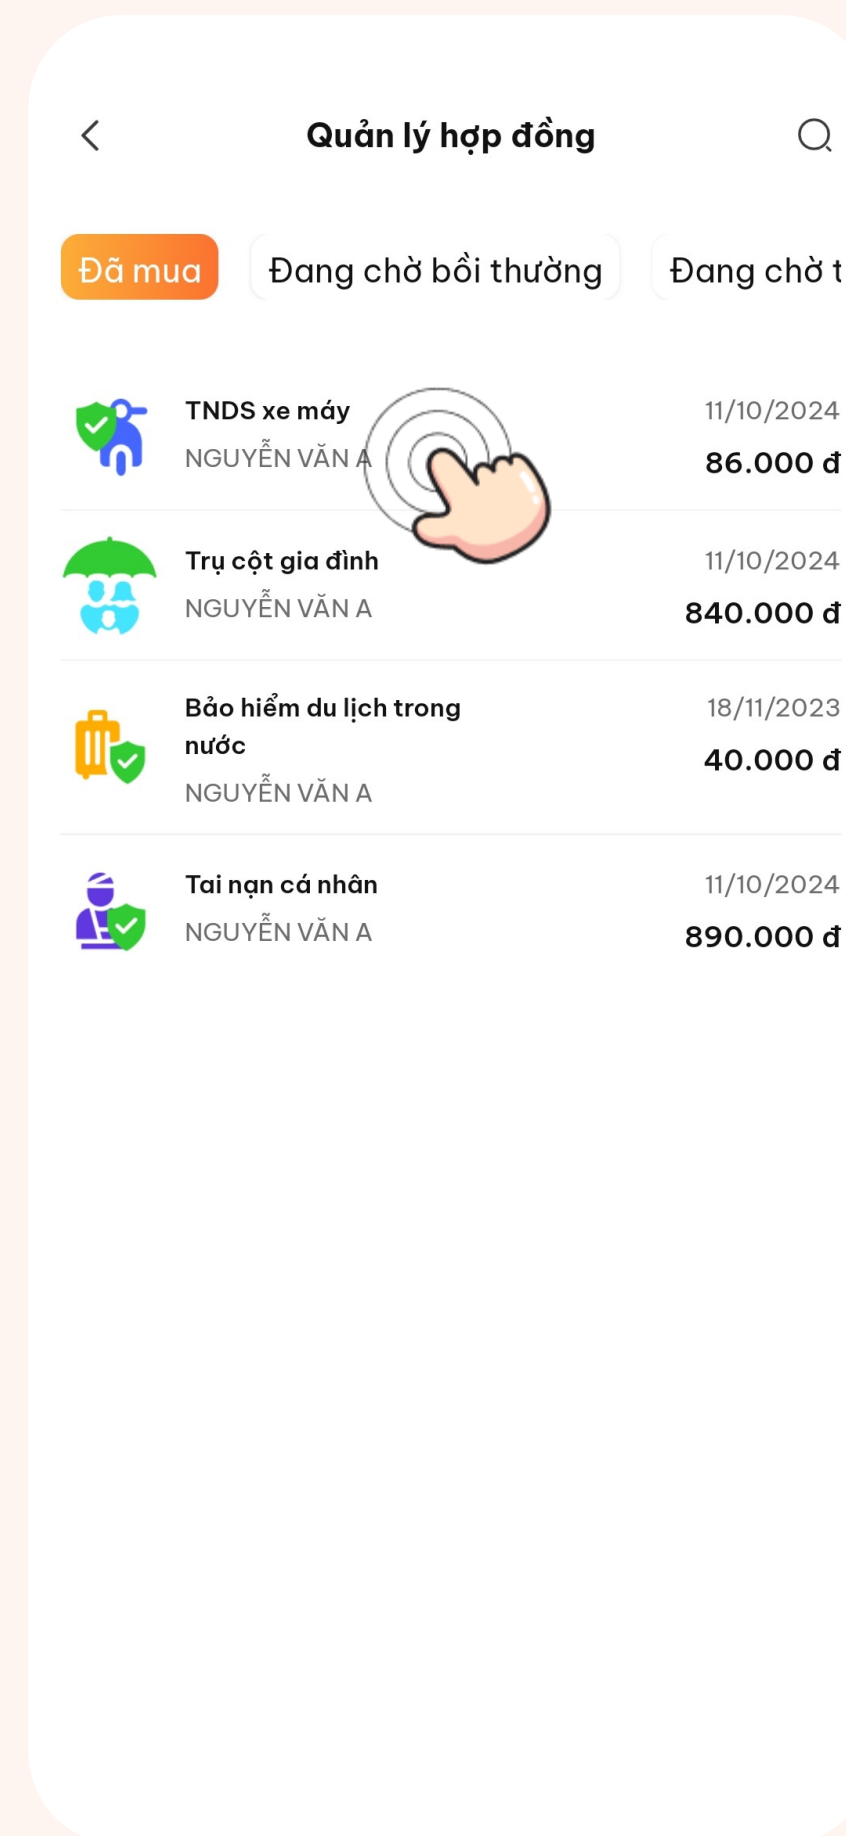 Quản lý hợp đồng
Đã mua
Đang chờ bồi thường
Đang chờ
TNDS xe máy
11/10/2024
NGUYỄN VĂN A
86.000 đ
Trụ cột gia đình
11/10/2024
NGUYỄN VĂN A
840.000 đ
Bảo hiểm du lịch trong
nước
18/11/2023
40.000 đ
NGUYỄN VĂN A
Tai nạn cá nhân
11/10/2024
NGUYỄN VĂN A
890.000 đ